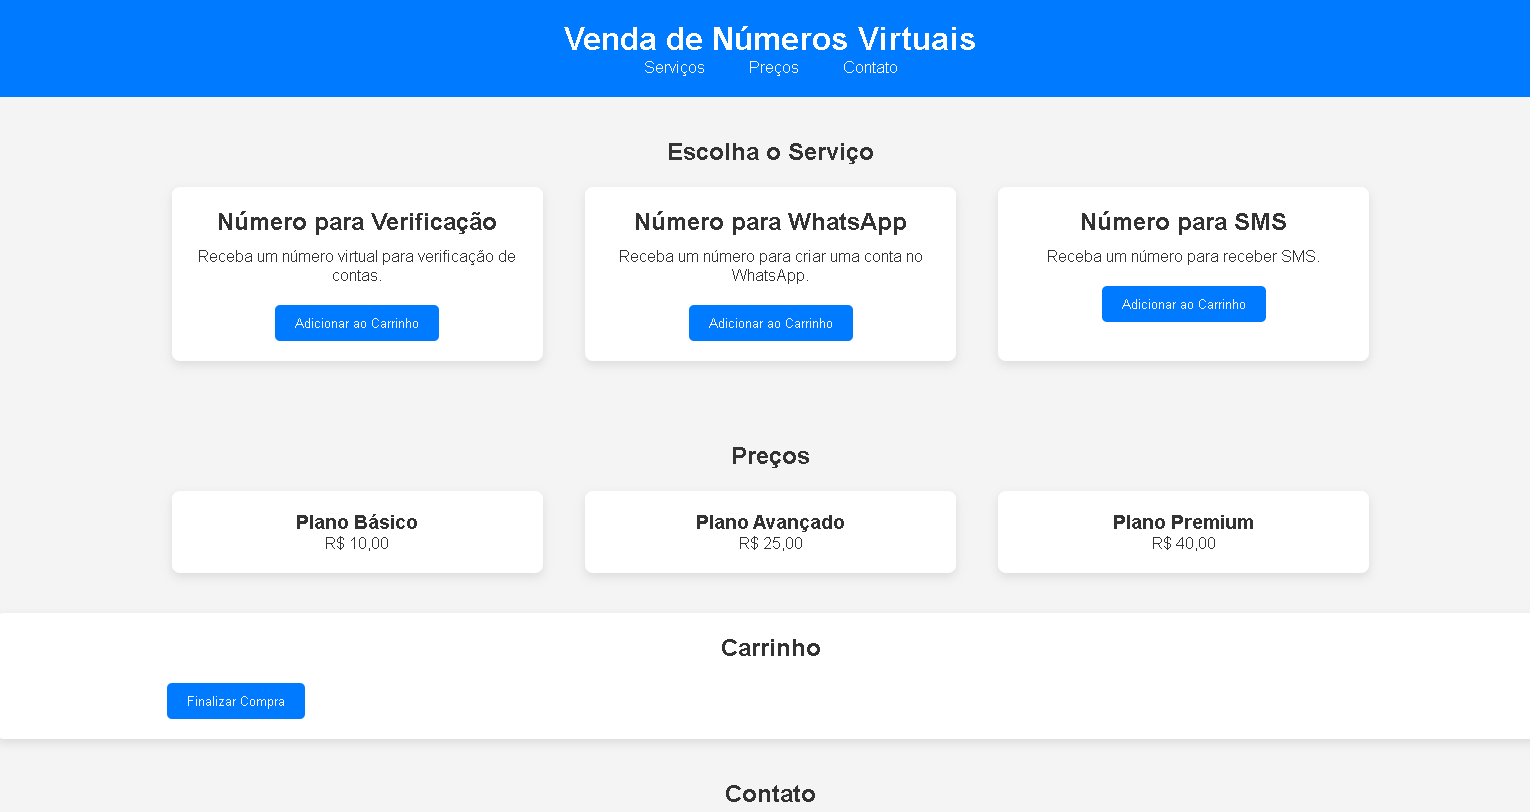 Venda de Números Virtuais
Serviços Preços Contato
Escolha o Serviço
Número para Verificação
Receba um número virtual para verificação de
contas.
Adicionar ao Carrinho
Número para WhatsApp
Receba um número para criar uma conta no
WhatsApp.
Adicionar ao Carrinho
Número para SMS
Receba um número para receber SMS.
Adicionar ao Carrinho
Preços
Plano Básico
R$ 10,00
Plano Avançado
R$ 25,00
Plano Premium
R$ 40,00
Carrinho
Finalizar Compra
Contato